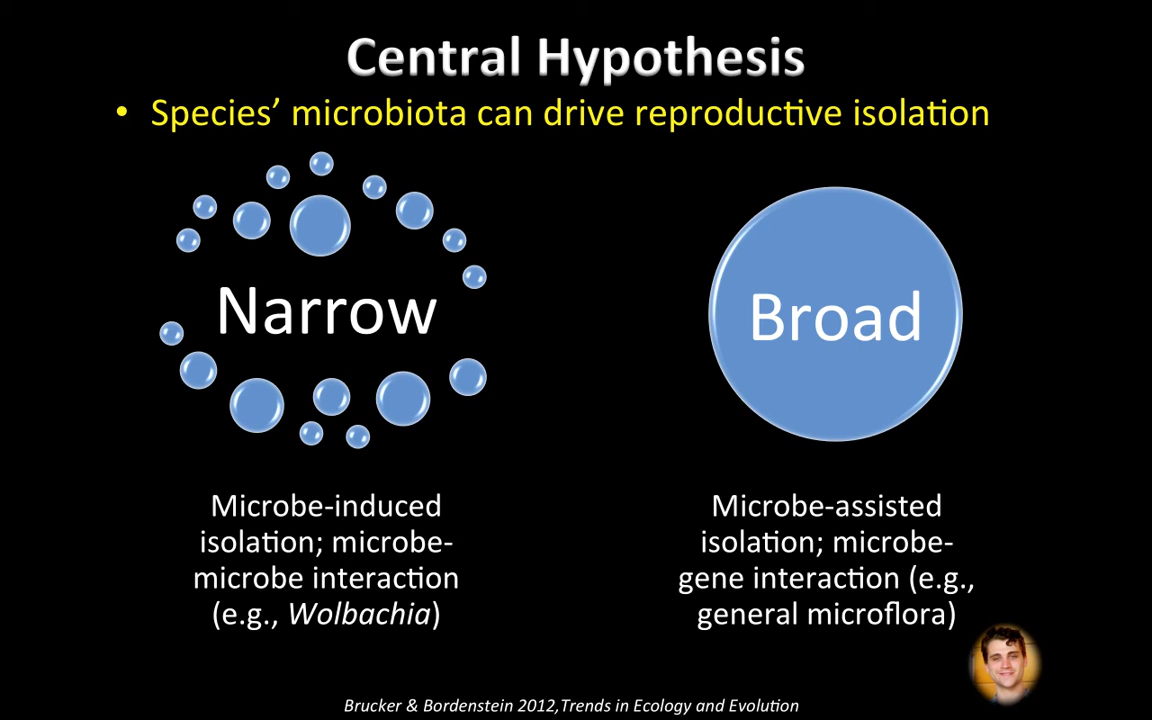 Central Hypothesis
• Species’ microbiota can drive reproductive isolation
Narrow
Broad
Microbe-induced
isolation; microbe-
microbe interaction
(e.g., Wolbachia)
Microbe-assisted
isolation; microbe-
gene interaction (e.g.,
general microflora)
Brucker & Bordenstein 2012,Trends in Ecology and Evolution